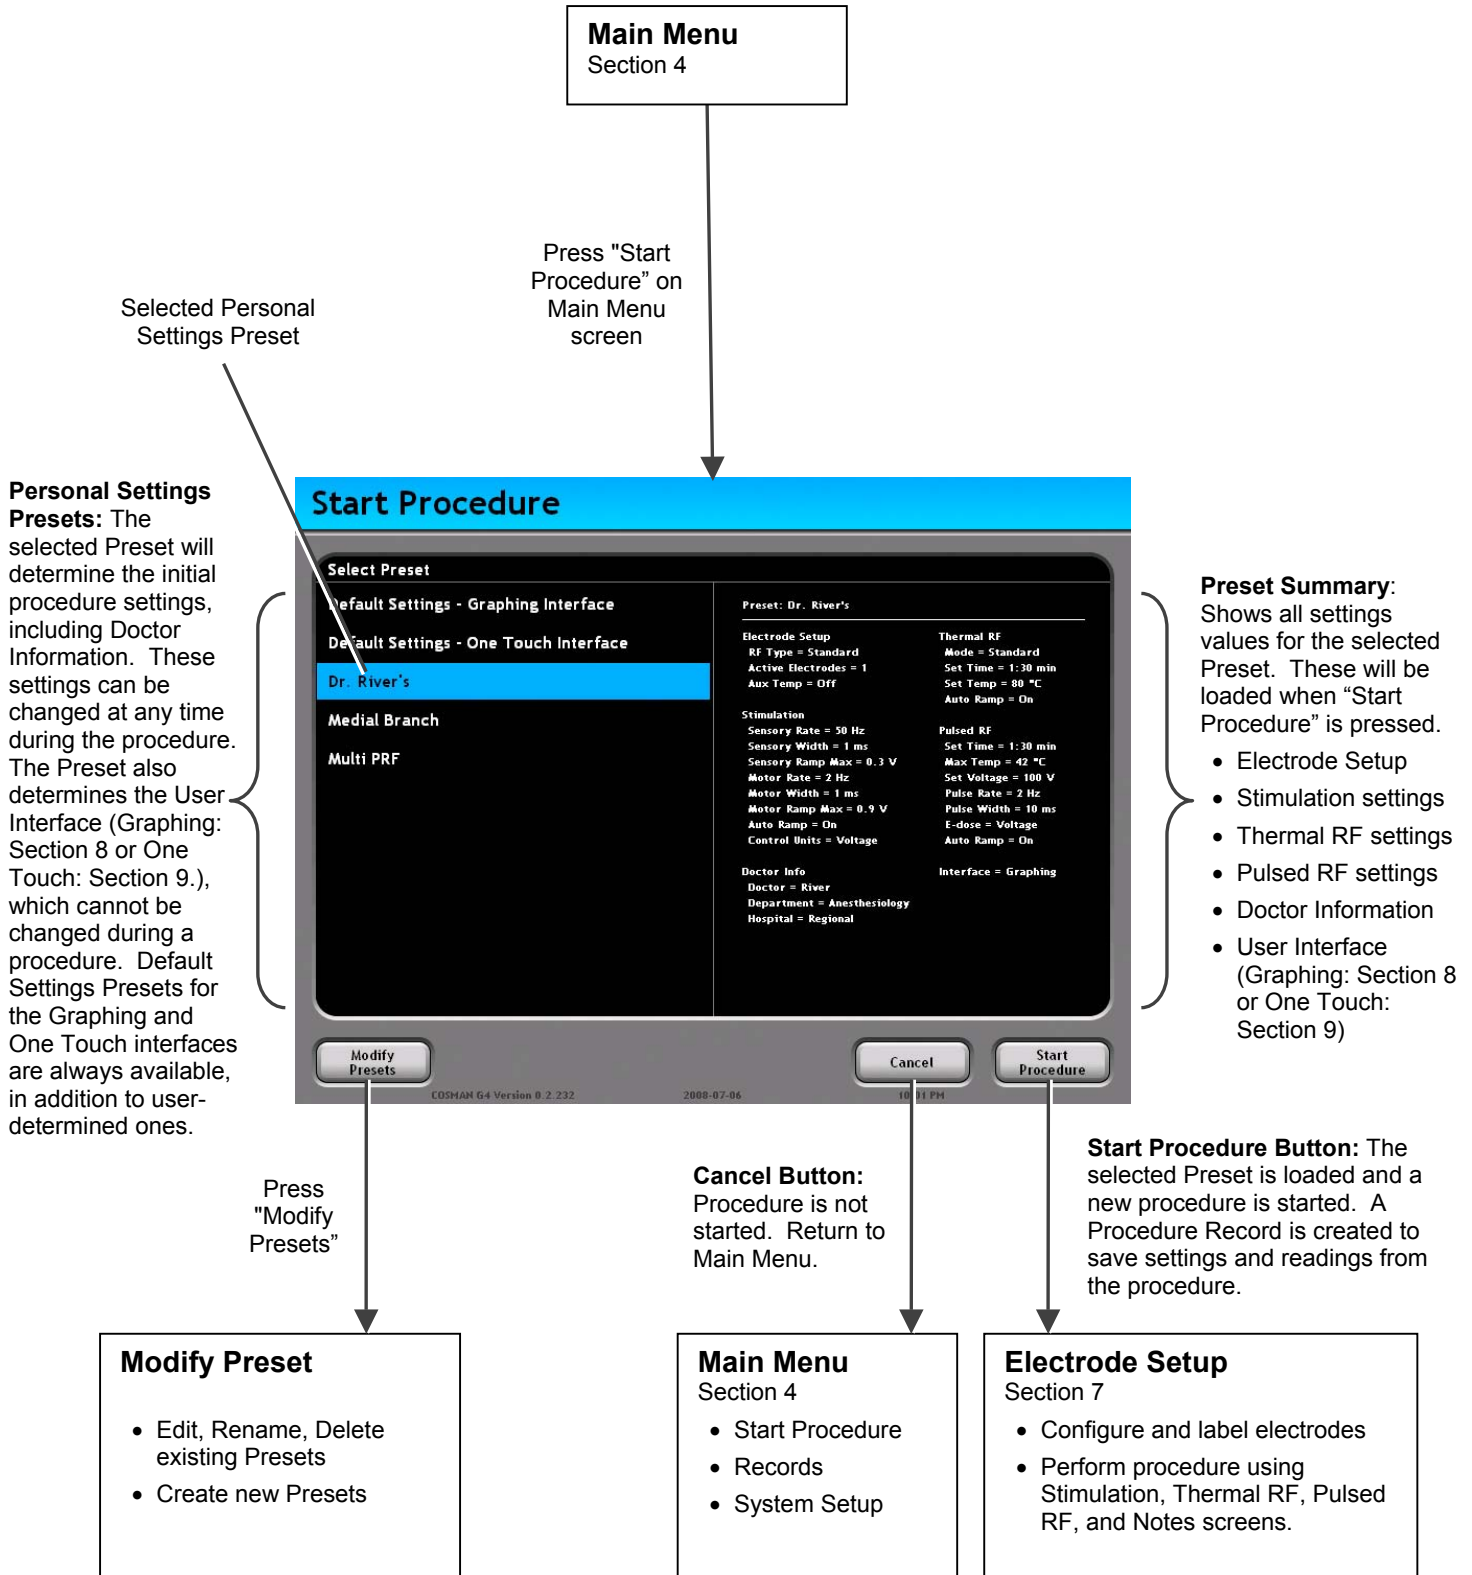 Main Menu
Section 4
Press "Start
Procedure” on
Main Menu
screen
Selected Personal
Settings Preset
Personal Settings
Presets: The
selected Preset will
determine the initial
procedure settings,
including Doctor
Information.  These
settings can be
changed at any time
during the procedure.
The Preset also
determines the User
Interface (Graphing:
Section 8 or One
Touch: Section 9.),
which cannot be
changed during a
procedure.  Default
Settings Presets for
the Graphing and
One Touch interfaces
are always available,
in addition to user-
determined ones.
Start Procedure
Select Preset
Default Settings - Graphing Interface
Default Settings - One Touch Interface
Dr. River's
Medial Branch
Multi PRF
Preset: Dr. River's
Electrode Setup
RF Type = Standard
Active Electrodes = 1
Aux Temp = Off
Stimulation
Sensory Rate = 50 Hz
Sensory Width = 1 ms
Sensory Ramp Max = 0.3 V
Motor Rate = 2 Hz
Motor Width = 1 ms
Motor Ramp Max = 0.9 V
Auto Ramp = On
Control Units = Voltage
Doctor Info
Doctor = River
Department = Anesthesiology
Hospital = Regional
Thermal RF
Mode = Standard
Set Time = 1:30 min
Set Temp = 80 °C
Auto Ramp = On
Pulsed RF
Set Time = 1:30 min
Max Temp = 42 °C
Set Voltage = 100 V
Pulse Rate = 2 Hz
Pulse Width = 10 ms
E-dose = Voltage
Auto Ramp = On
Interface = Graphing
Modify
Presets
Cancel
Start
Procedure
COSMAN G4 Version 0.2.232
2008-07-06
10:01 PM
Preset Summary:
Shows all settings
values for the selected
Preset.  These will be
loaded when “Start
Procedure” is pressed.
• Electrode Setup
• Stimulation settings
• Thermal RF settings
• Pulsed RF settings
• Doctor Information
• User Interface
(Graphing: Section 8
or One Touch:
Section 9)
Press
"Modify
Presets”
Cancel Button:
Procedure is not
started.  Return to
Main Menu.
Start Procedure Button: The
selected Preset is loaded and a
new procedure is started.  A
Procedure Record is created to
save settings and readings from
the procedure.
Modify Preset
• Edit, Rename, Delete
existing Presets
• Create new Presets
Main Menu
Section 4
• Start Procedure
• Records
• System Setup
Electrode Setup
Section 7
• Configure and label electrodes
• Perform procedure using
Stimulation, Thermal RF, Pulsed
RF, and Notes screens.